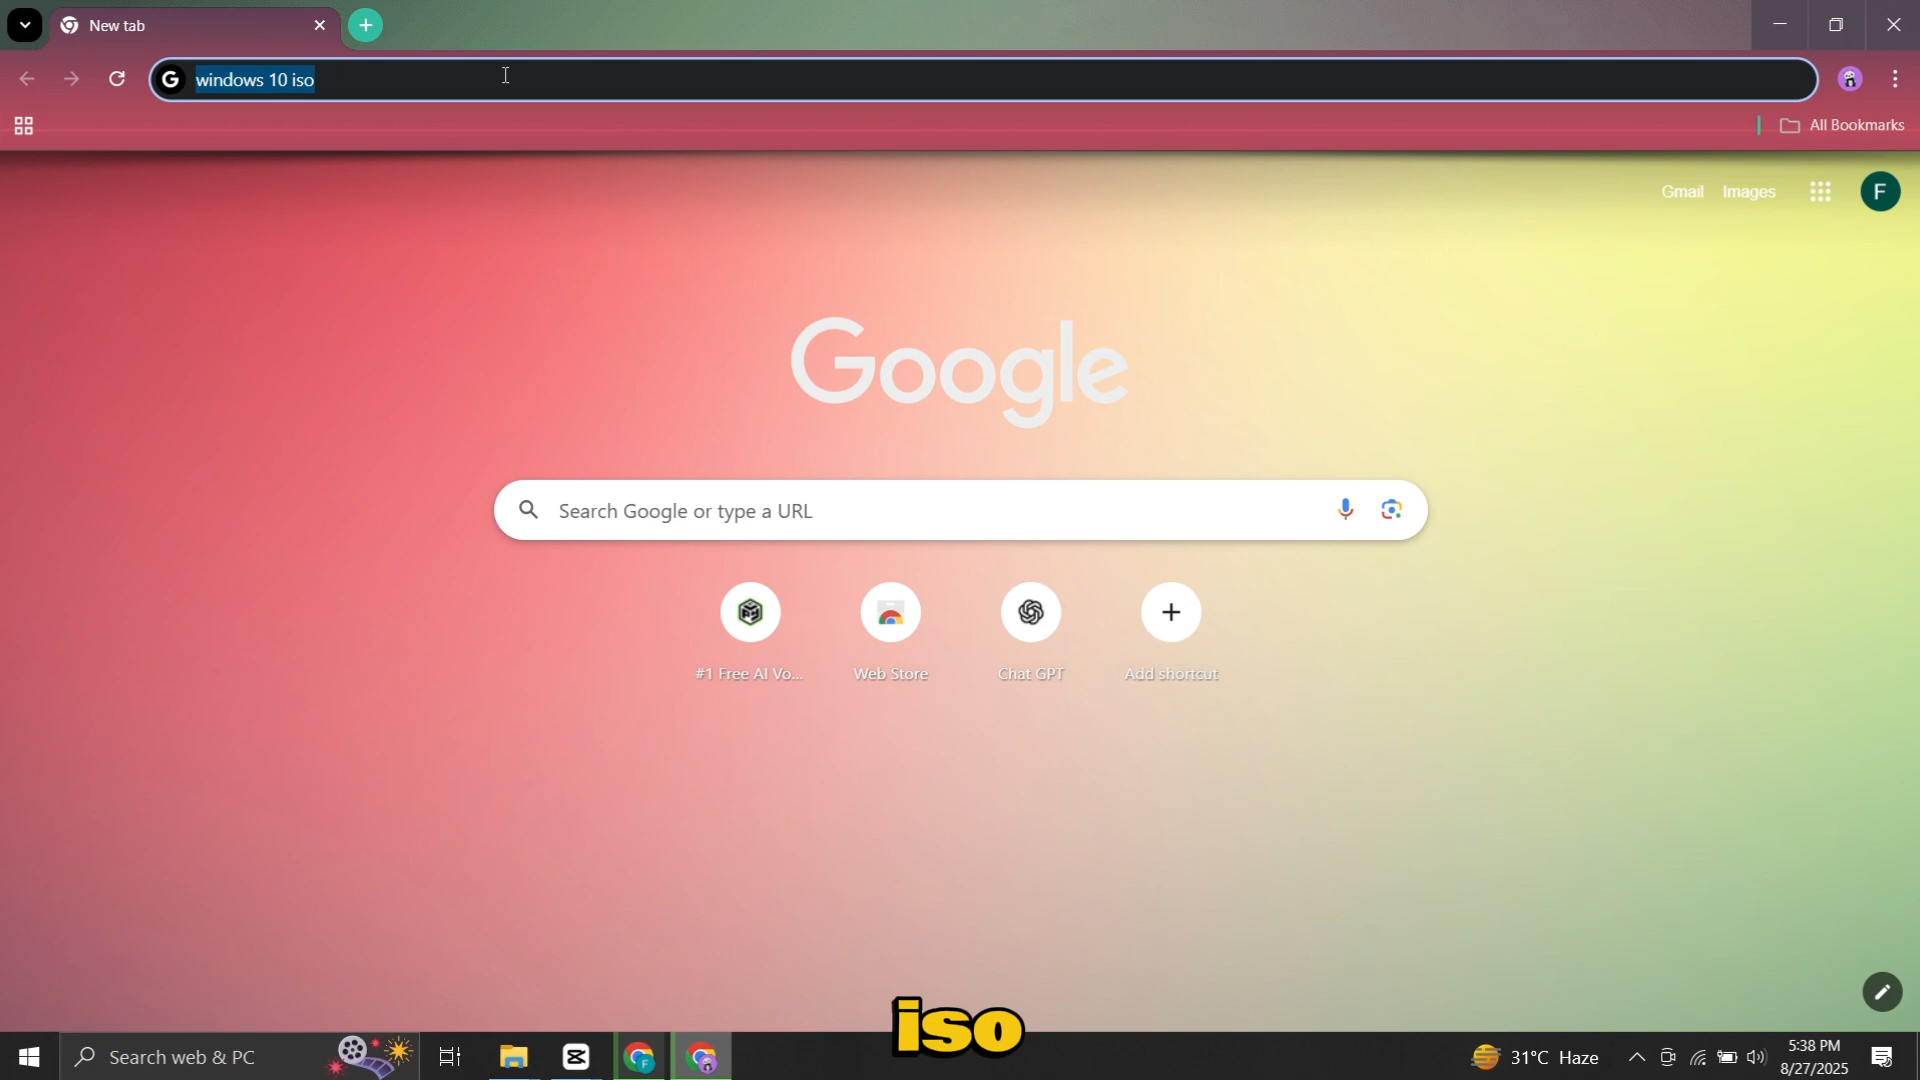 New tab
windows 10 iso
All Bookmarks
Gmail Images
F
Google
Search Google or type a URL
#1 Free AI Vo...
Web Store
Chat GPT
Add shortcut
iso
Search web & PC
31°C Haze
5:38 PM
8/27/2025